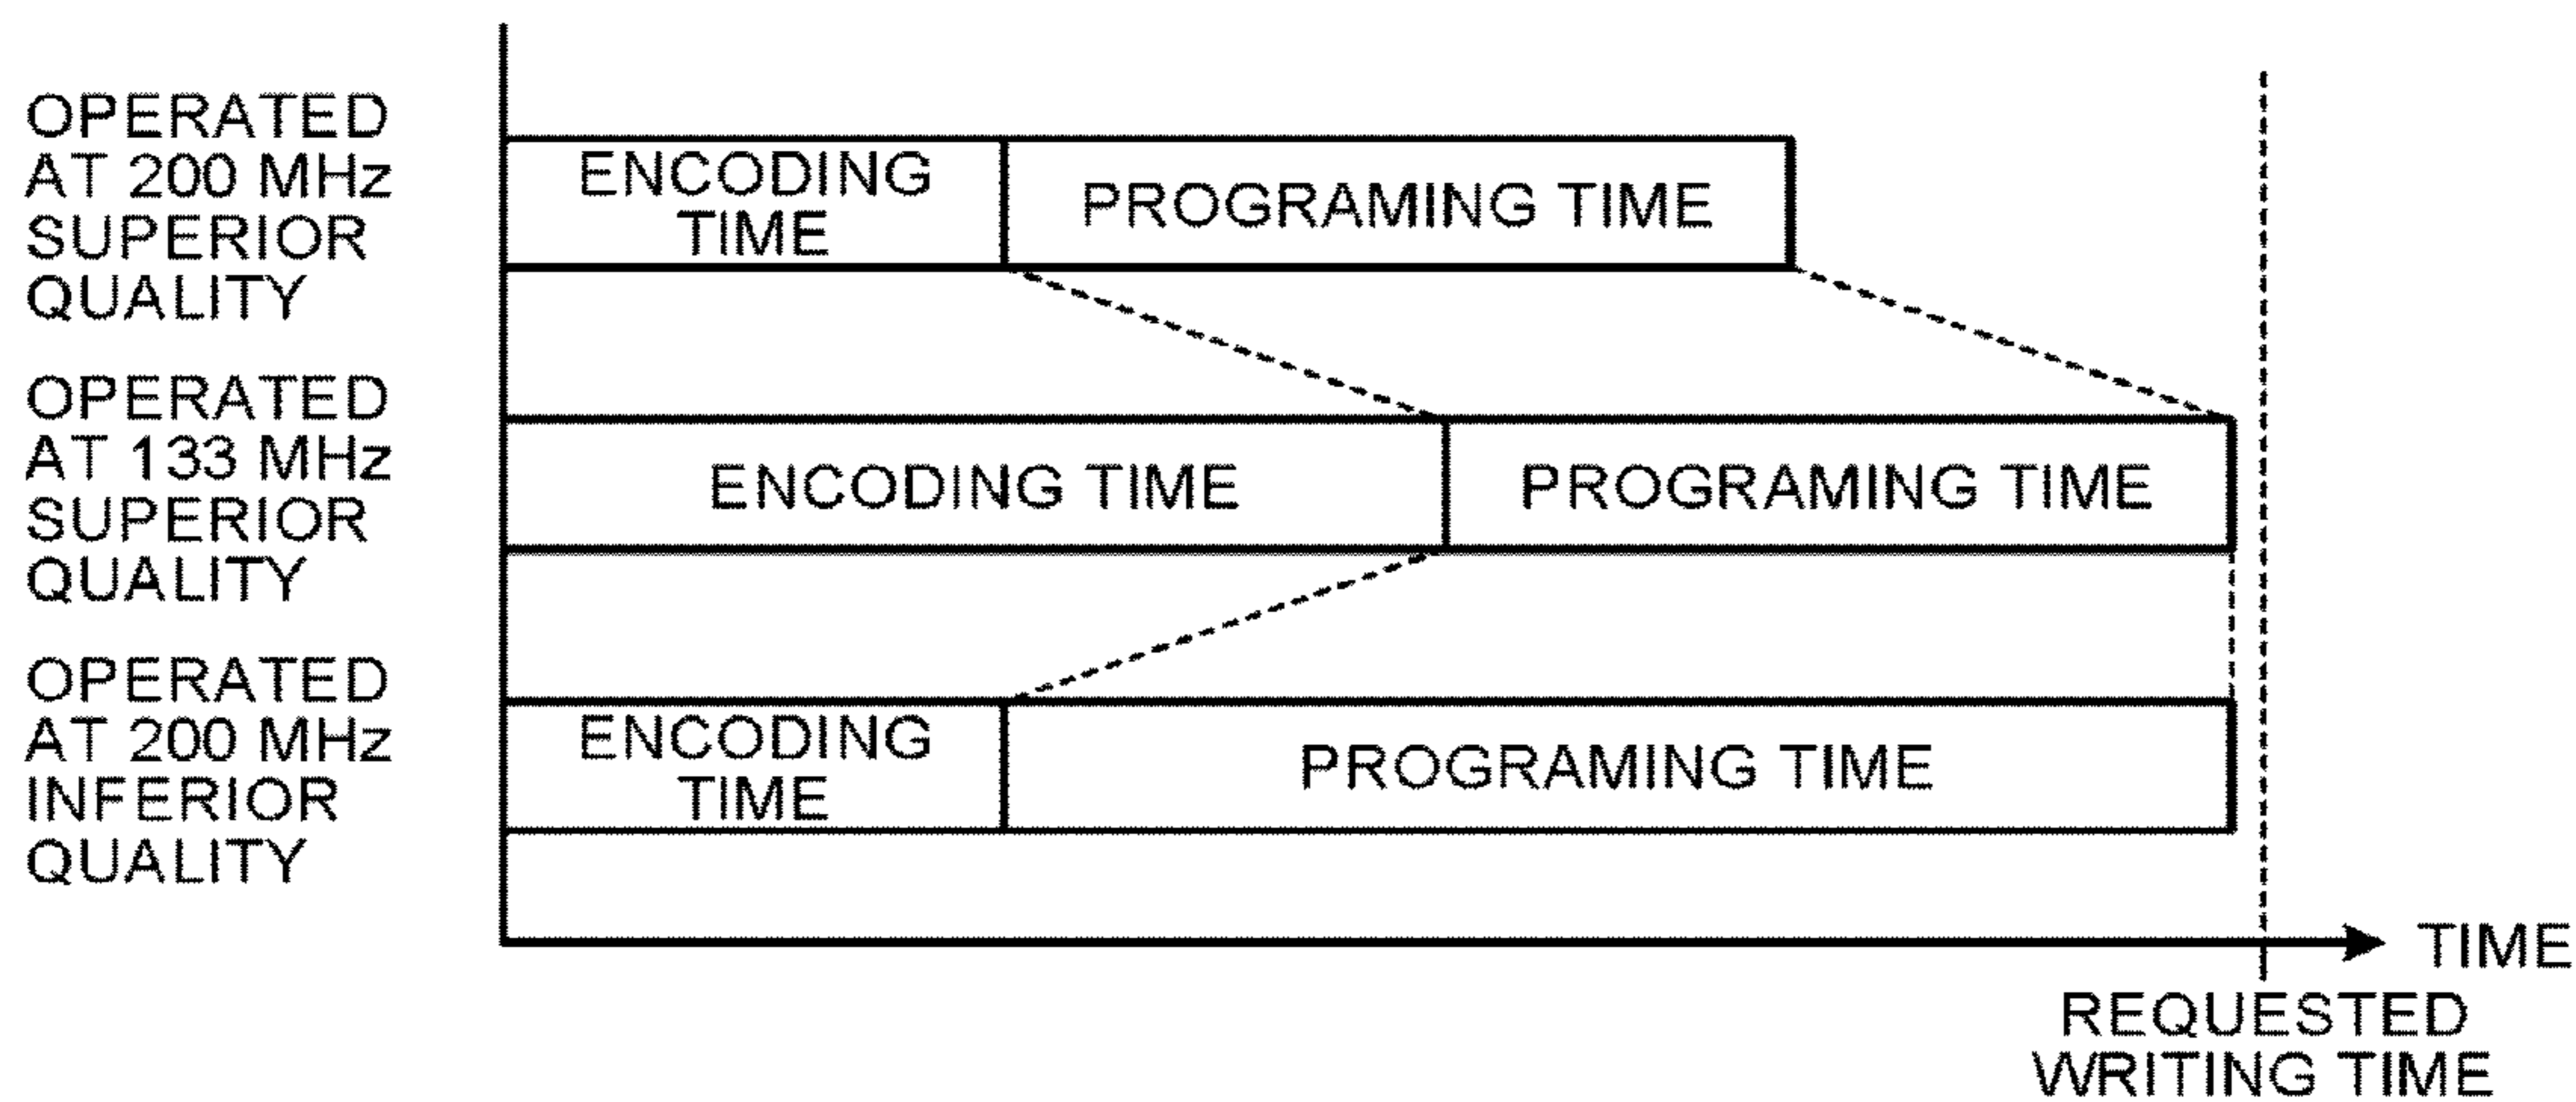 OPERATED
AT 200 MHz
SUPERIOR
QUALITY
ENCODING
TIME
PROGRAMING TIME
OPERATED
AT 133 MHz
SUPERIOR
QUALITY
ENCODING TIME
PROGRAMING TIME
OPERATED
AT 200 MHz
INFERIOR
QUALITY
ENCODING
TIME
PROGRAMING TIME
TIME
REQUESTED
WRITING TIME